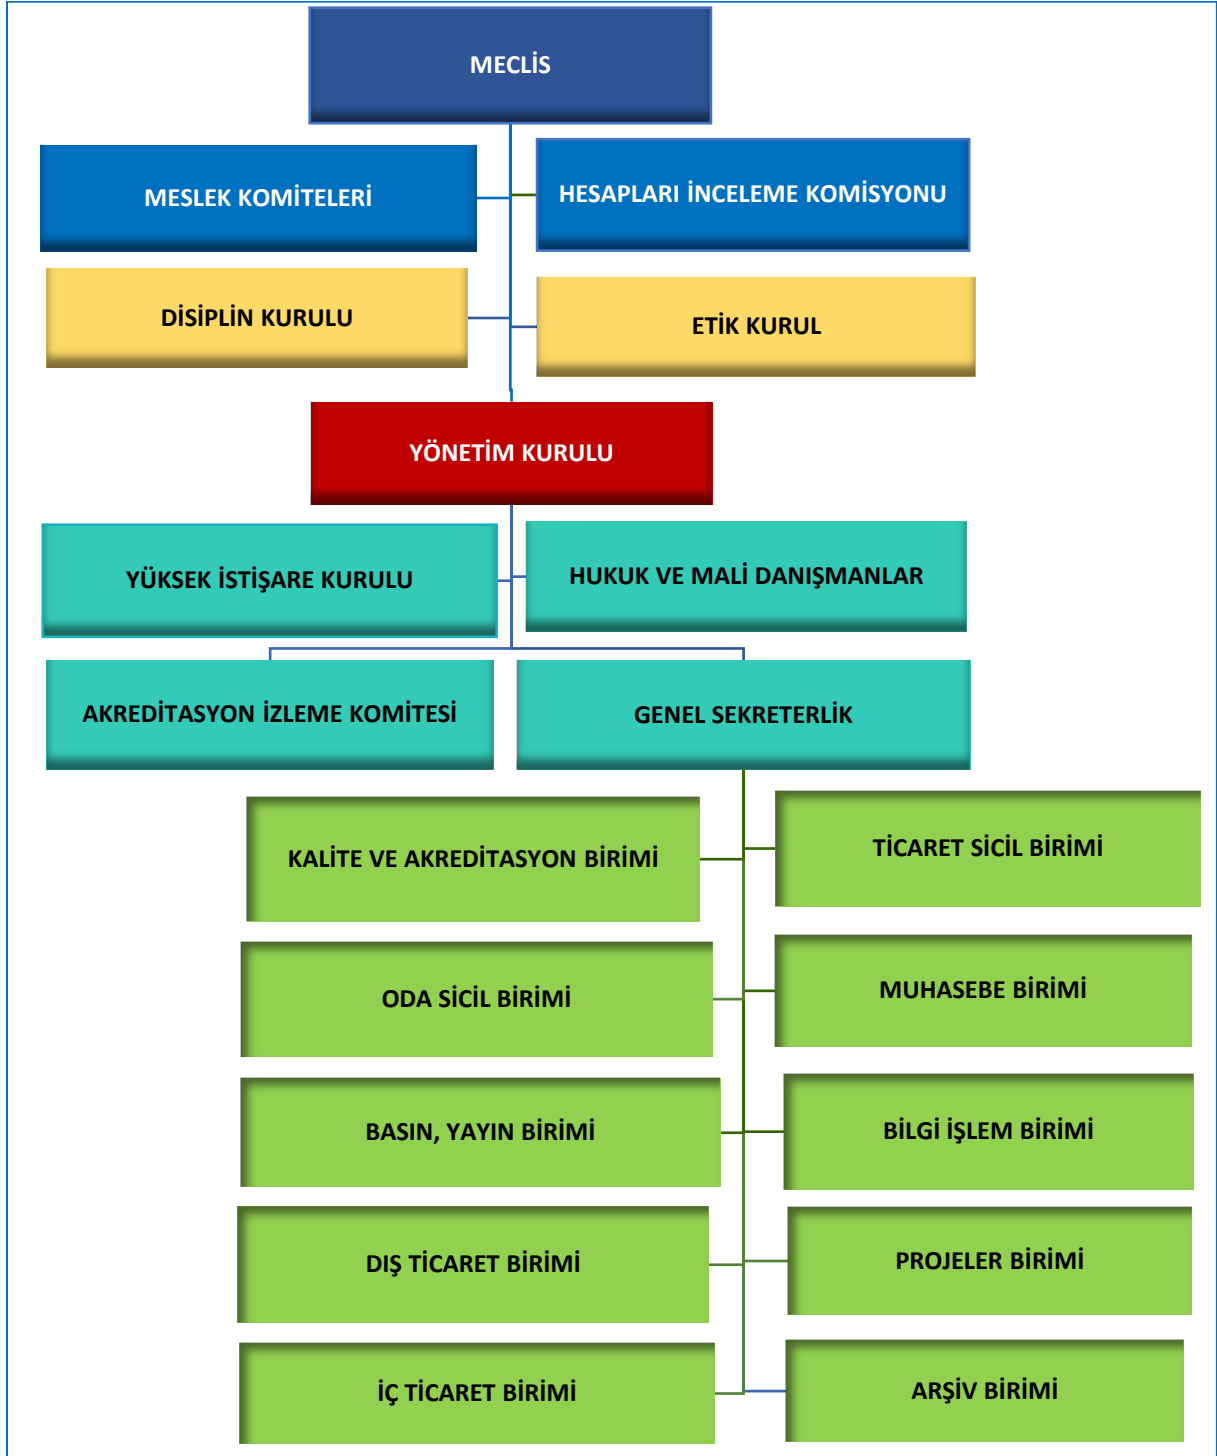 MECLİS
MESLEK KOMİTELERİ
HESAPLARI İNCELEME KOMİSYONU
DİSİPLİN KURULU
ETİK KURUL
YÖNETİM KURULU
YÜKSEK İSTİŞARE KURULU
HUKUK VE MALİ DANIŞMANLAR
AKREDİTASYON İZLEME KOMİTESİ
GENEL SEKRETERLİK
KALİTE VE AKREDİTASYON BİRİMİ
TİCARET SİCİL BİRİMİ
ODA SİCİL BİRİMİ
MUHASEBE BİRİMİ
BASIN, YAYIN BİRİMİ
BİLGİ İŞLEM BİRİMİ
DIŞ TİCARET BİRİMİ
PROJELER BİRİMİ
İÇ TİCARET BİRİMİ
ARŞİV BİRİMİ